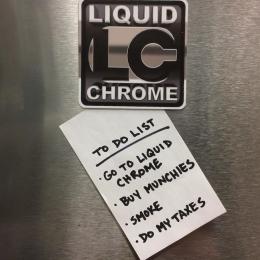 LIQUID
LC
CHROME
TO DO LIST
· GO TO LIQUID
CHROME
· BUY MUNCHIES
· SMOKE
· DO MY TAXES